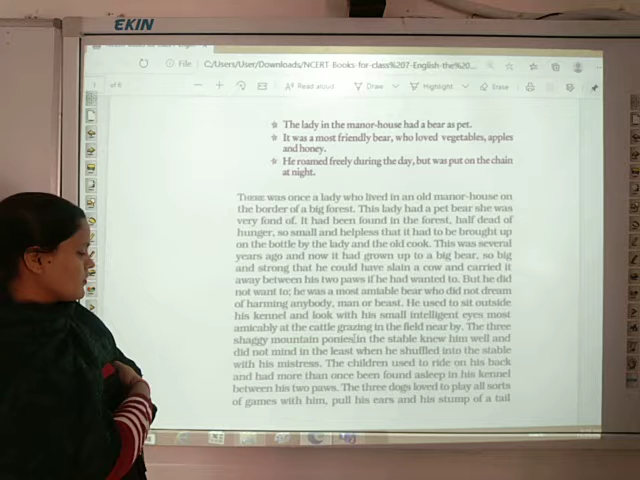 ÊKIN
File C:/Users/User/Downloads/NCERT Books-for-class%207-English-the%20...
of 8 Read aloud Draw Highlight Erase
☆ The lady in the manor-house had a bear as pet.
☆ It was a most friendly bear, who loved vegetables, apples
and honey.
☆ He roamed freely during the day, but was put on the chain
at night.
THERE was once a lady who lived in an old manor-house on
the border of a big forest. This lady had a pet bear she was
very fond of. It had been found in the forest, half dead of
hunger, so small and helpless that it had to be brought up
on the bottle by the lady and the old cook. This was several
years ago and now it had grown up to a big bear, so big
and strong that he could have slain a cow and carried it
away between his two paws if he had wanted to. But he did
not want to; he was a most amiable bear who did not dream
of harming anybody, man or beast. He used to sit outside
his kennel and look with his small intelligent eyes most
amicably at the cattle grazing in the field near by. The three
shaggy mountain ponies in the stable knew him well and
did not mind in the least when he shuffled into the stable
with his mistress. The children used to ride on his back
and had more than once been found asleep in his kennel
between his two paws. The three dogs loved to play all sorts
of games with him, pull his ears and his stump of a tail